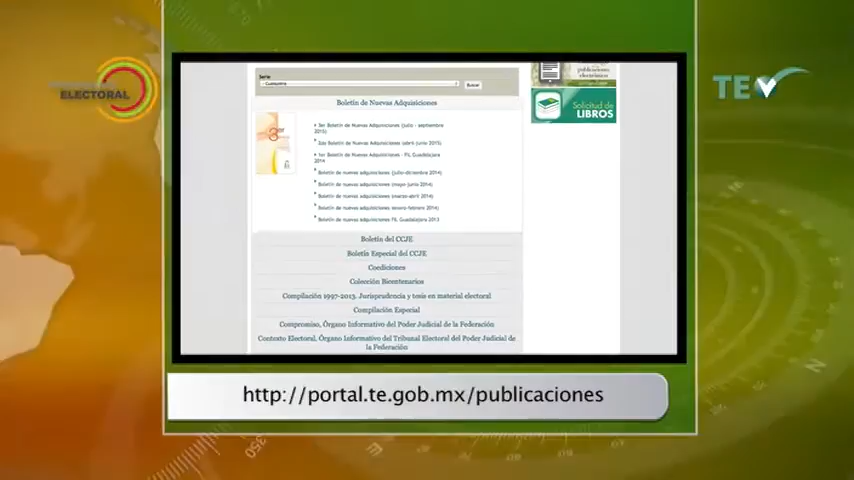 ELECTORAL
TEV
Serie
Buscar
publicaciones
electrónicas
Solicitud de
LIBROS
Boletín de Nuevas Adquisiciones
3er
3er Boletín de Nuevas Adquisiciones (julio - septiembre
2015)
2do Boletín de Nuevas Adquisiciones (abril-junio 2015)
1er Boletín de Nuevas Adquisiciones - FIL Guadalajara
2014
Boletín de nuevas adquisiciones (julio-diciembre 2014)
Boletín de nuevas adquisiciones (mayo-junio 2014)
Boletín de nuevas adquisiciones (marzo-abril 2014)
Boletín de nuevas adquisiciones (enero-febrero 2014)
Boletín de nuevas adquisiciones FIL Guadalajara 2013
Boletín del CCJE
Boletín Especial del CCJE
Coediciones
Colección Bicentenarios
Compilación 1997-2013. Jurisprudencia y tesis en material electoral
Compilación Especial
Compromiso, Órgano Informativo del Poder Judicial de la Federación
Contexto Electoral, Órgano Informativo del Tribunal Electoral del Poder Judicial de
la Federación
http://portal.te.gob.mx/publicaciones
350
E
N